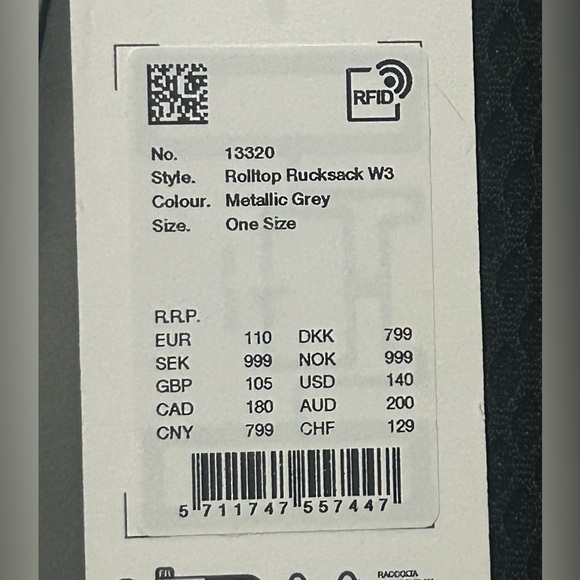 RFID
No. 13320
Style. Rolltop Rucksack W3
Colour. Metallic Grey
Size. One Size
R.R.P.
EUR 110 DKK 799
SEK 999 NOK 999
GBP 105 USD 140
CAD 180 AUD 200
CNY 799 CHF 129
5 711747 557447
RACCOLTA